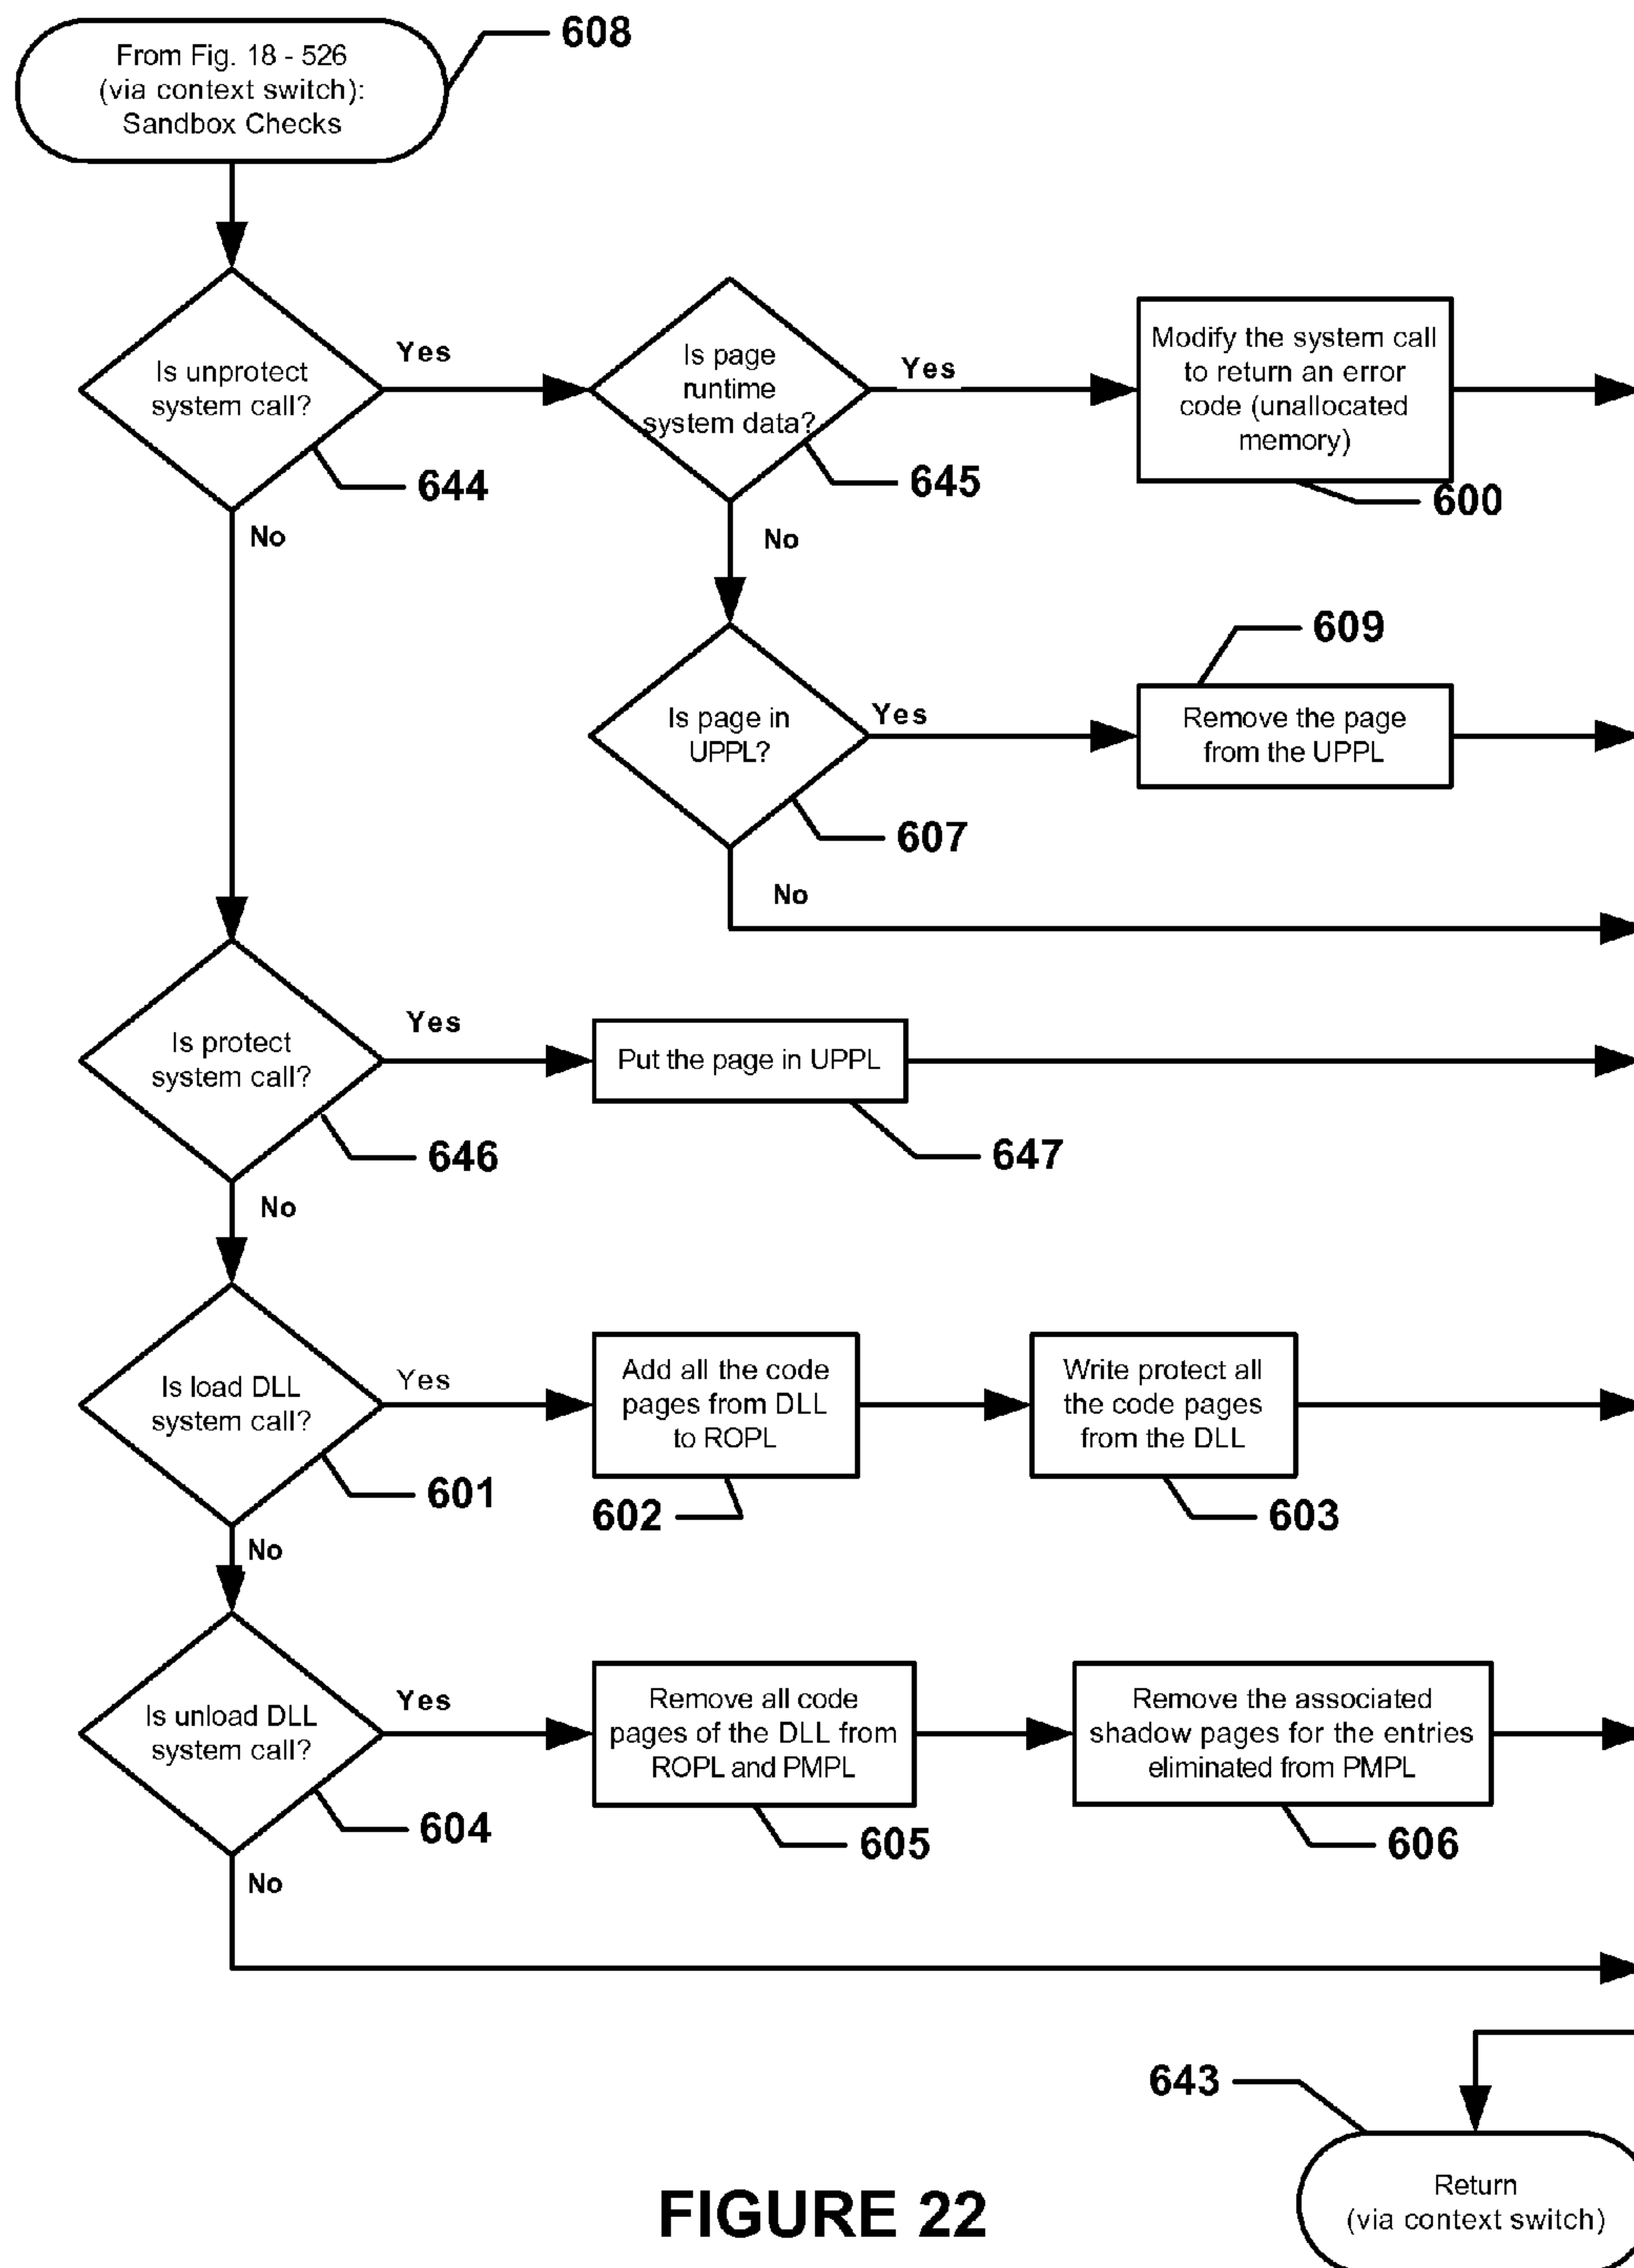 From Fig. 18 - 526
(via context switch):
Sandbox Checks
608
Is unprotect
system call?
Yes
644
No
Is page
runtime
system data?
Yes
645
No
Modify the system call
to return an error
code (unallocated
memory)
600
Is page in
UPPL?
Yes
607
No
609
Remove the page
from the UPPL
Is protect
system call?
Yes
646
No
Put the page in UPPL
647
Is load DLL
system call?
Yes
601
No
Add all the code
pages from DLL
to ROPL
602
Write protect all
the code pages
from the DLL
603
Is unload DLL
system call?
Yes
604
No
Remove all code
pages of the DLL from
ROPL and PMPL
605
Remove the associated
shadow pages for the entries
eliminated from PMPL
606
643
Return
(via context switch)
FIGURE 22